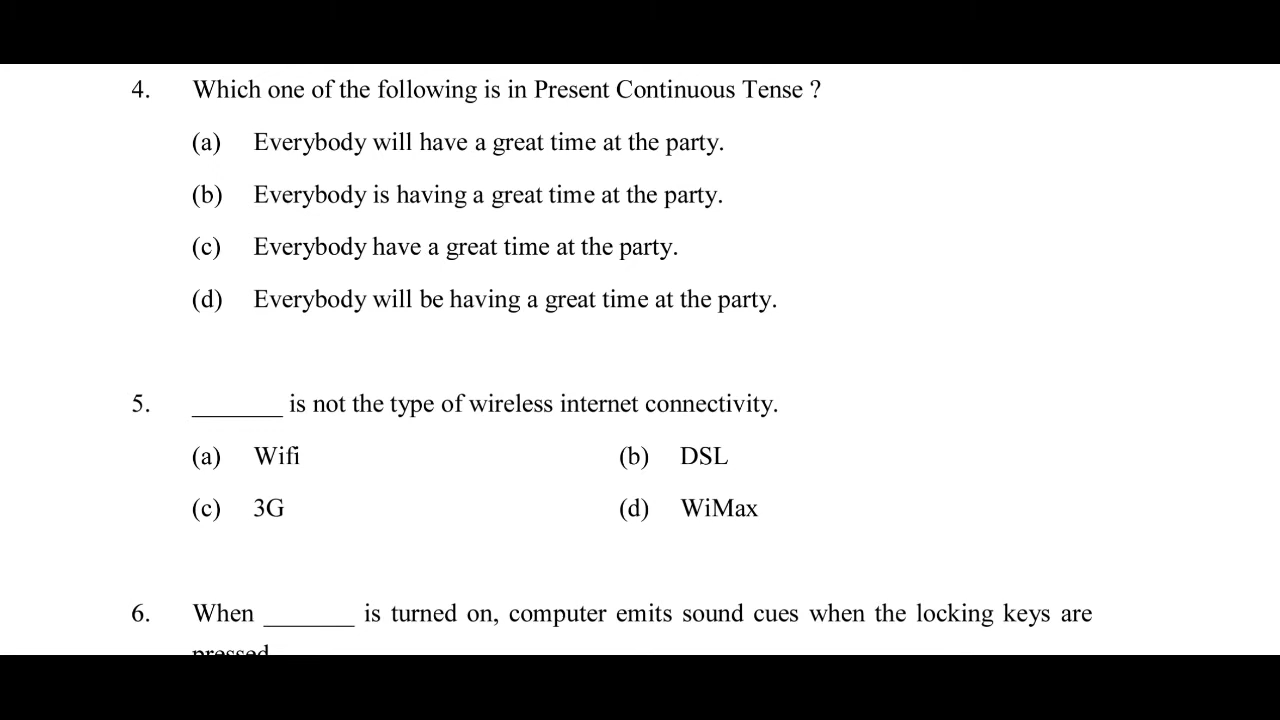 4. Which one of the following is in Present Continuous Tense ?
(a) Everybody will have a great time at the party.
(b) Everybody is having a great time at the party.
(c) Everybody have a great time at the party.
(d) Everybody will be having a great time at the party.
5. _______ is not the type of wireless internet connectivity.
(a) Wifi (b) DSL
(c) 3G (d) WiMax
6. When _______ is turned on, computer emits sound cues when the locking keys are
pressed